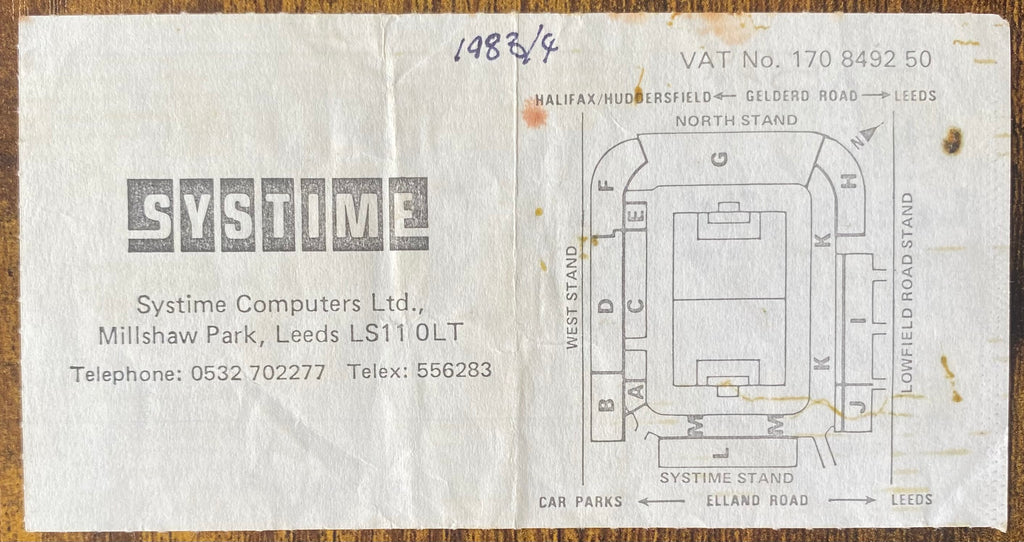 1983/4
VAT No. 170 8492 50
HALIFAX/HUDDERSFIELD ← GELDERD ROAD → LEEDS
NORTH STAND
N
G
F
H
E
K
WEST STAND
D
C
I
LOWFIELD ROAD STAND
K
B
A
J
M
M
L
SYSTIME STAND
CAR PARKS ← ELLAND ROAD → LEEDS
SYSTIME
Systime Computers Ltd.,
Millshaw Park, Leeds LS11 0LT
Telephone: 0532 702277 Telex: 556283